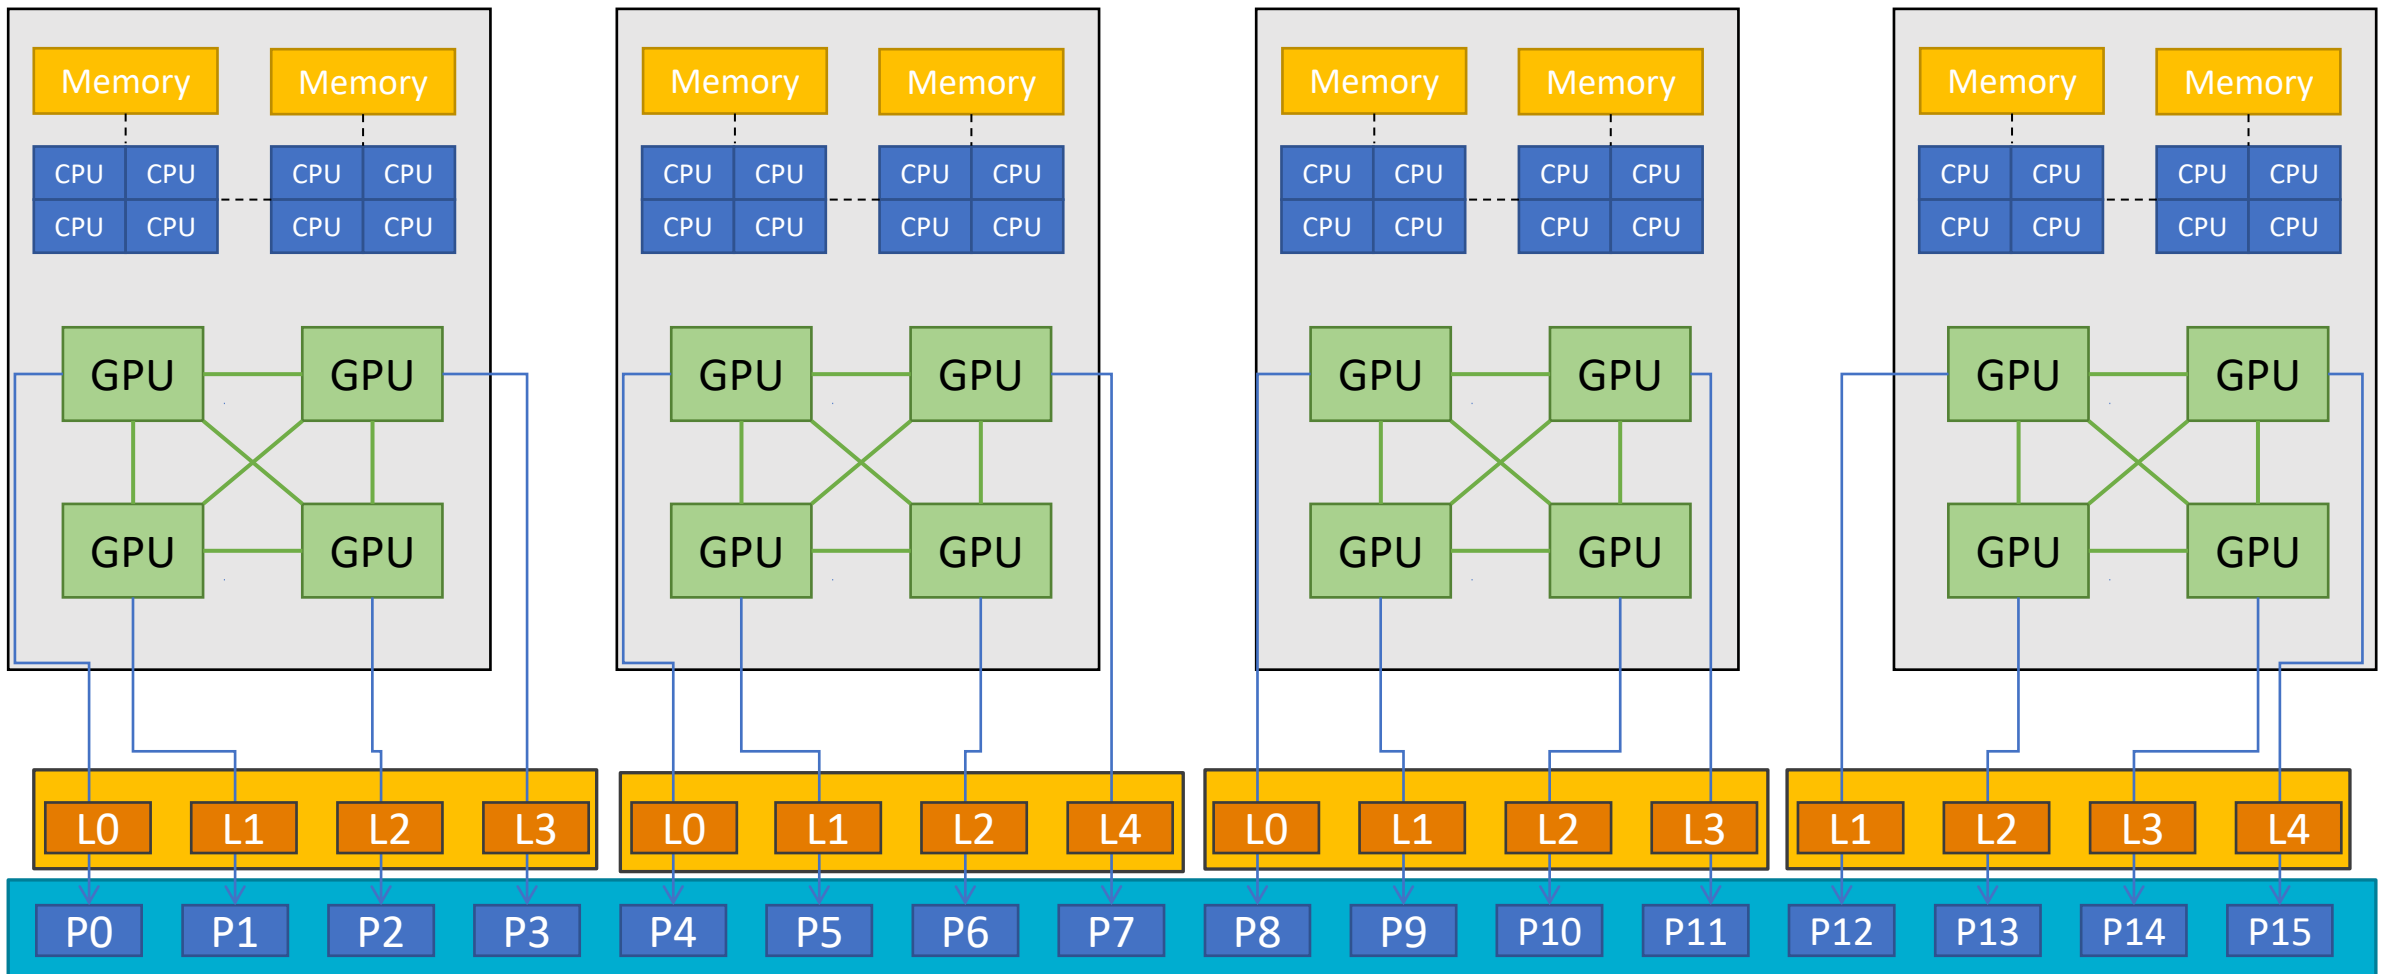 Memory Memory Memory Memory Memory Memory Memory Memory
CPU CPU CPU CPU CPU CPU CPU CPU CPU CPU CPU CPU CPU CPU CPU CPU
CPU CPU CPU CPU CPU CPU CPU CPU CPU CPU CPU CPU CPU CPU CPU CPU
GPU GPU GPU GPU GPU GPU GPU GPU
GPU GPU GPU GPU GPU GPU GPU GPU
L0 L1 L2 L3 L0 L1 L2 L4 L0 L1 L2 L3 L1 L2 L3 L4
P0 P1 P2 P3 P4 P5 P6 P7 P8 P9 P10 P11 P12 P13 P14 P15